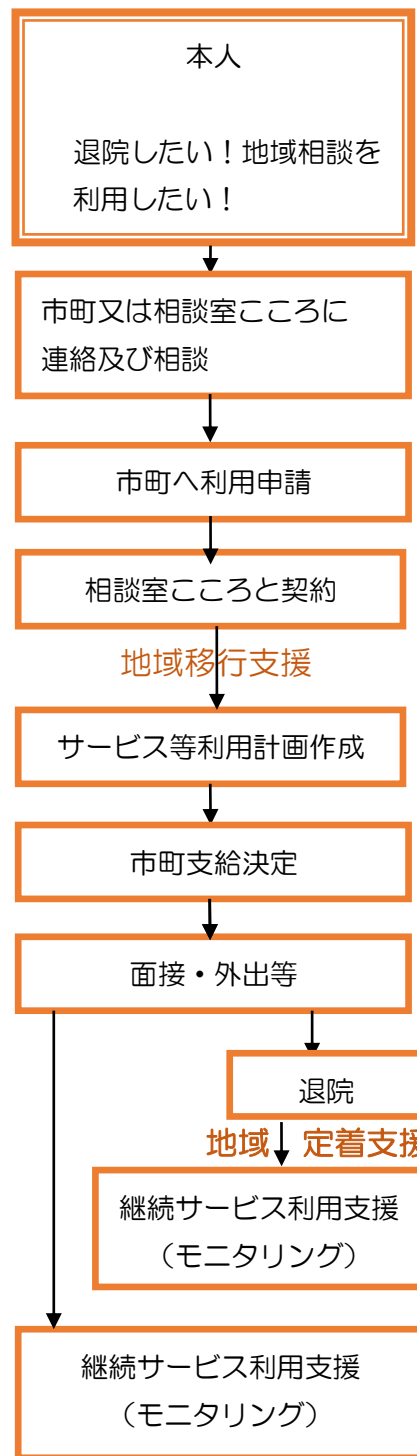 本人
退院したい!地域相談を
利用したい!
市町又は相談室こころに
連絡及び相談
市町へ利用申請
相談室こころと契約
地域移行支援
サービス等利用計画作成
市町支給決定
面接・外出等
退院
地域 定着支援
継続サービス利用支援
(モニタリング)
継続サービス利用支援
(モニタリング)